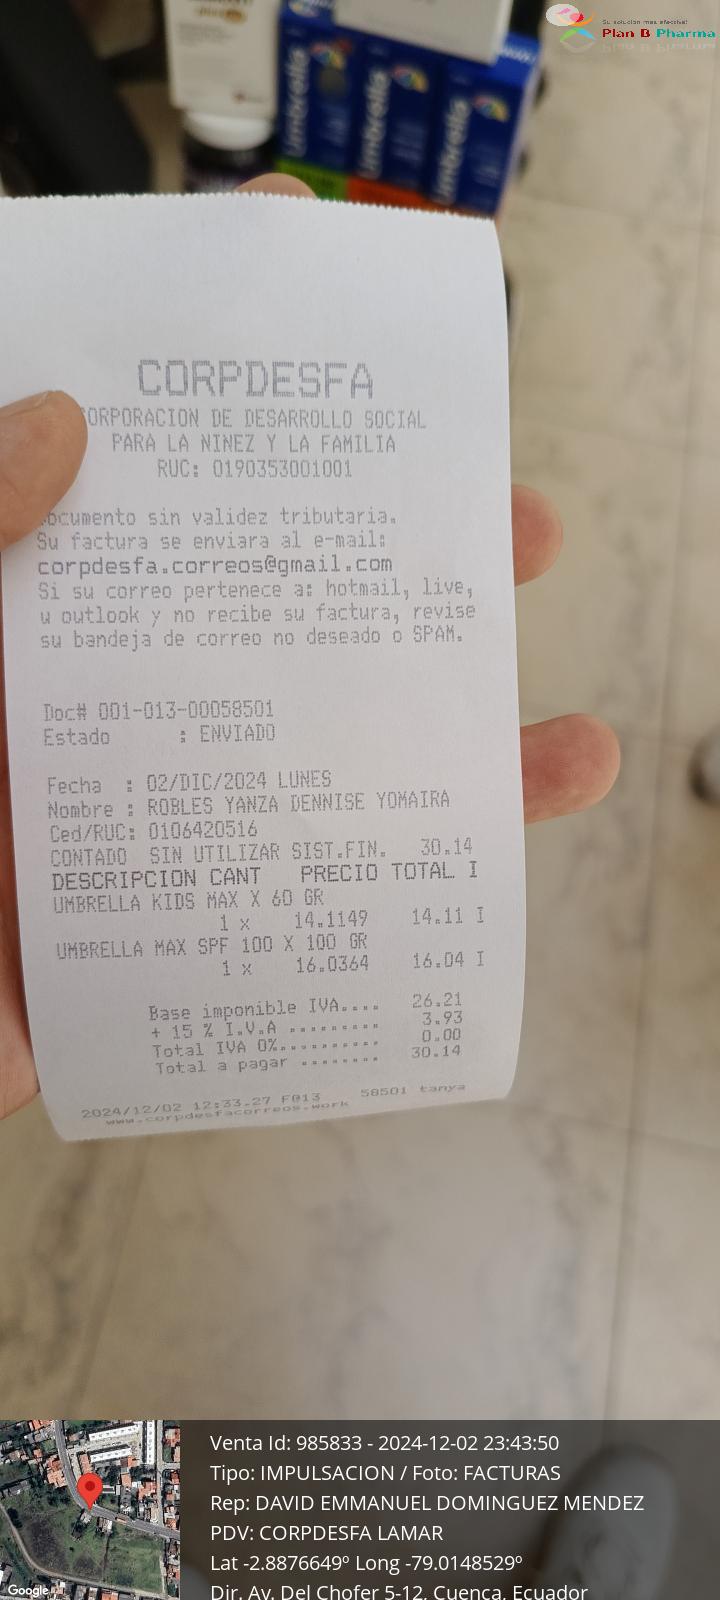 Su solucion mas efectiva!
Plan B Pharma
Umbrella
Umbrella
Umbrella
CORPDESFA
CORPORACION DE DESARROLLO SOCIAL
PARA LA NINEZ Y LA FAMILIA
RUC: 0190353001001
ocumento sin validez tributaria.
Su factura se enviara al e-mail:
corpdesfa.correos@gmail.com
Si su correo pertenece a: hotmail, live,
u outlook y no recibe su factura, revise
su bandeja de correo no deseado o SPAM.
Doc# 001-013-00058501
Estado : ENVIADO
Fecha : 02/DIC/2024 LUNES
Nombre : ROBLES YANZA DENNISE YOMAIRA
Ced/RUC: 0106420516
CONTADO SIN UTILIZAR SIST.FIN. 30.14
DESCRIPCION CANT PRECIO TOTAL I
UMBRELLA KIDS MAX X 60 GR
1 x 14.1149 14.11 I
UMBRELLA MAX SPF 100 X 100 GR
1 x 16.0364 16.04 I
Base imponible IVA.... 26.21
+ 15 % I.V.A ......... 3.93
Total IVA 0%.......... 0.00
Total a pagar ........ 30.14
2024/12/02 12:33.27 F@13 58501 tanya
www.corpdesfacorreos.work
Venta Id: 985833 - 2024-12-02 23:43:50
Tipo: IMPULSACION / Foto: FACTURAS
Rep: DAVID EMMANUEL DOMINGUEZ MENDEZ
PDV: CORPDESFA LAMAR
Lat -2.8876649º Long -79.0148529º
Dir. Av. Del Chofer 5-12, Cuenca, Ecuador
Google